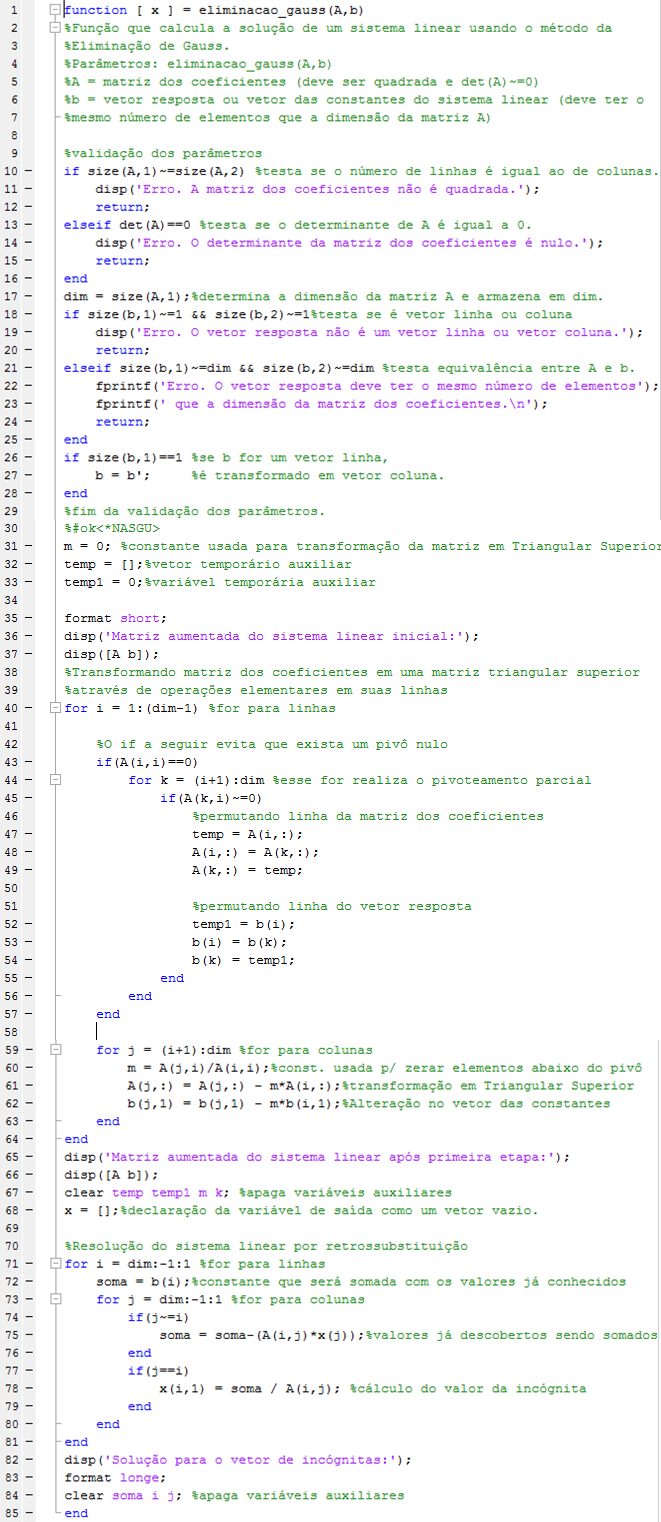 1 function [ x ] = eliminacao_gauss(A,b)
2 %Função que calcula a solução de um sistema linear usando o método da
3 %Eliminação de Gauss.
4 %Parâmetros: eliminacao_gauss(A,b)
5 %A = matriz dos coeficientes (deve ser quadrada e det(A)~=0)
6 %b = vetor resposta ou vetor das constantes do sistema linear (deve ter o
7 %mesmo número de elementos que a dimensão da matriz A)
8
9 %validação dos parâmetros
10 if size(A,1)~=size(A,2) %testa se o número de linhas é igual ao de colunas.
11 disp('Erro. A matriz dos coeficientes não é quadrada.');
12 return;
13 elseif det(A)==0 %testa se o determinante de A é igual a 0.
14 disp('Erro. O determinante da matriz dos coeficientes é nulo.');
15 return;
16 end
17 dim = size(A,1);%determina a dimensão da matriz A e armazena em dim.
18 if size(b,1)~=1 && size(b,2)~=1%testa se é vetor linha ou coluna
19 disp('Erro. O vetor resposta não é um vetor linha ou vetor coluna.');
20 return;
21 elseif size(b,1)~=dim && size(b,2)~=dim %testa equivalência entre A e b.
22 fprintf('Erro. O vetor resposta deve ter o mesmo número de elementos');
23 fprintf(' que a dimensão da matriz dos coeficientes.\n');
24 return;
25 end
26 if size(b,1)==1 %se b for um vetor linha,
27 b = b'; %é transformado em vetor coluna.
28 end
29 %fim da validação dos parâmetros.
30 %#ok<*NASGU>
31 m = 0; %constante usada para transformação da matriz em Triangular Superior
32 temp = [];%vetor temporário auxiliar
33 temp1 = 0;%variável temporária auxiliar
34
35 format short;
36 disp('Matriz aumentada do sistema linear inicial:');
37 disp([A b]);
38 %Transformando matriz dos coeficientes em uma matriz triangular superior
39 %através de operações elementares em suas linhas
40 for i = 1:(dim-1) %for para linhas
41
42 %O if a seguir evita que exista um pivô nulo
43 if(A(i,i)==0)
44 for k = (i+1):dim %esse for realiza o pivoteamento parcial
45 if(A(k,i)~=0)
46 %permutando linha da matriz dos coeficientes
47 temp = A(i,:);
48 A(i,:) = A(k,:);
49 A(k,:) = temp;
50
51 %permutando linha do vetor resposta
52 temp1 = b(i);
53 b(i) = b(k);
54 b(k) = temp1;
55 end
56 end
57 end
58
59 for j = (i+1):dim %for para colunas
60 m = A(j,i)/A(i,i);%const. usada p/ zerar elementos abaixo do pivô
61 A(j,:) = A(j,:) - m*A(i,:);%transformação em Triangular Superior
62 b(j,1) = b(j,1) - m*b(i,1);%Alteração no vetor das constantes
63 end
64 end
65 disp('Matriz aumentada do sistema linear após primeira etapa:');
66 disp([A b]);
67 clear temp temp1 m k; %apaga variáveis auxiliares
68 x = [];%declaração da variável de saída como um vetor vazio.
69
70 %Resolução do sistema linear por retrossubstituição
71 for i = dim:-1:1 %for para linhas
72 soma = b(i);%constante que será somada com os valores já conhecidos
73 for j = dim:-1:1 %for para colunas
74 if(j~=i)
75 soma = soma-(A(i,j)*x(j));%valores já descobertos sendo somados
76 end
77 if(j==i)
78 x(i,1) = soma / A(i,j); %cálculo do valor da incógnita
79 end
80 end
81 end
82 disp('Solução para o vetor de incógnitas:');
83 format longe;
84 clear soma i j; %apaga variáveis auxiliares
85 end